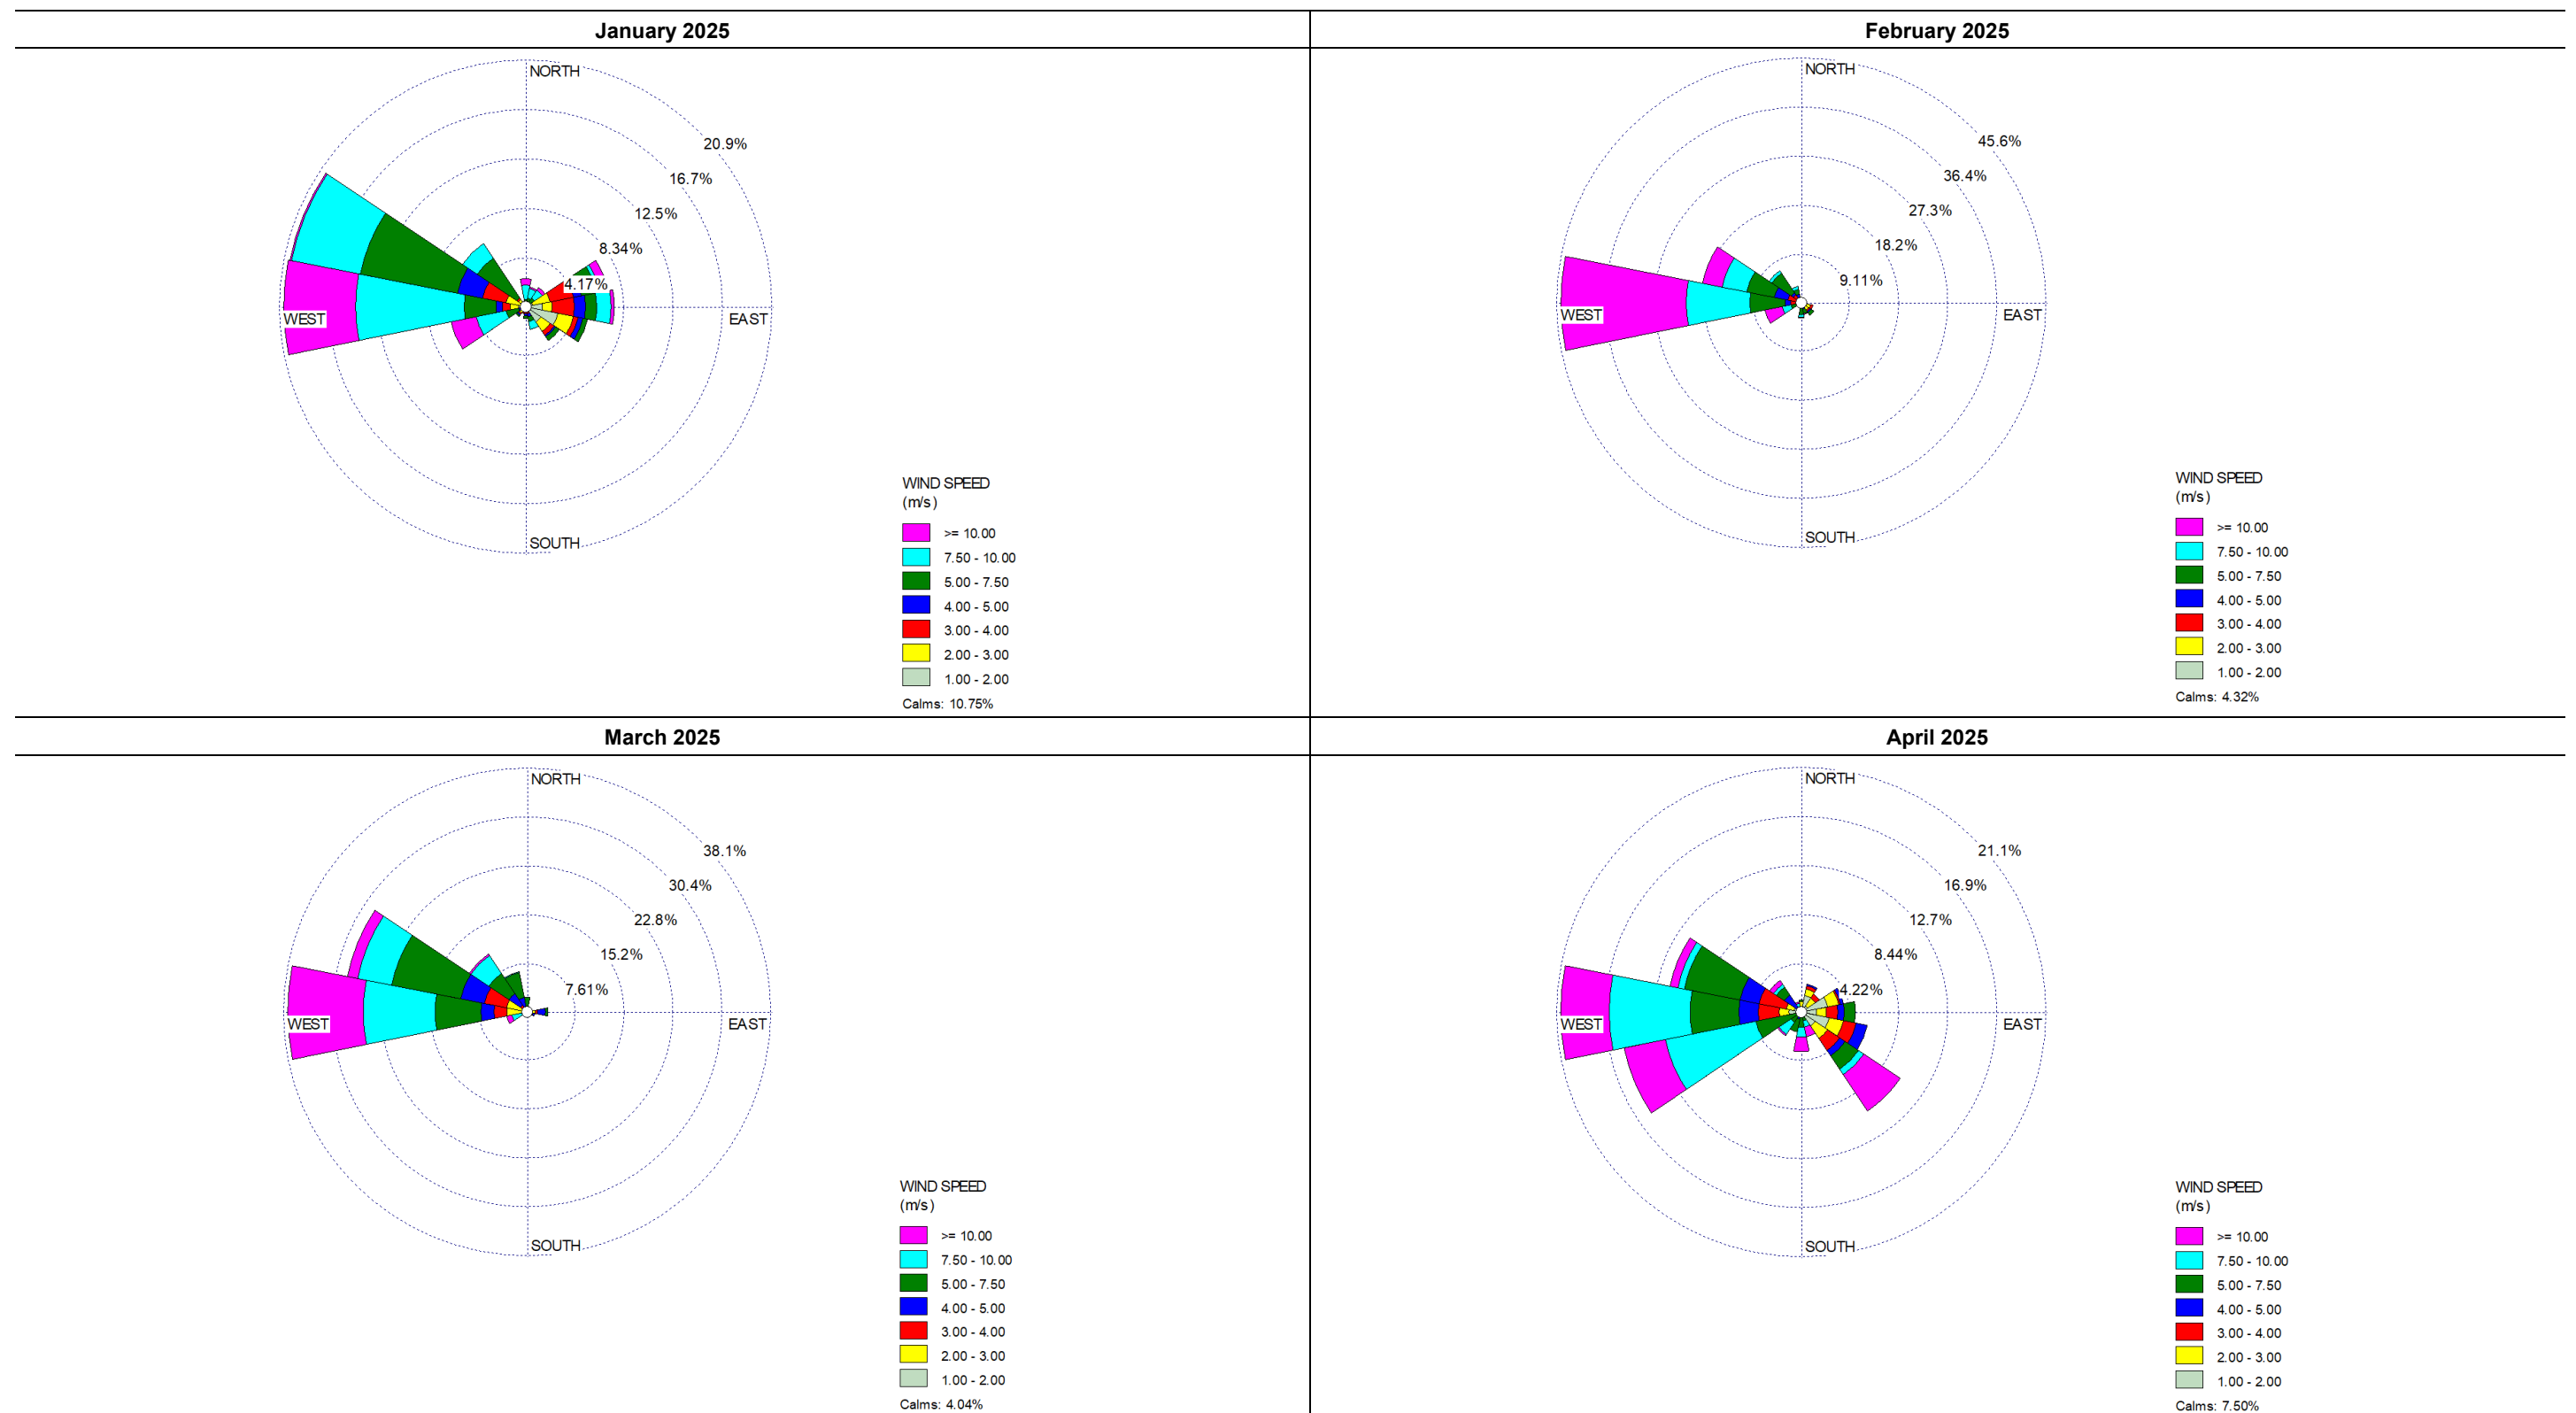 January 2025
NORTH
20.9%
16.7%
12.5%
8.34%
4.17%
WEST
EAST
SOUTH
WIND SPEED
(m/s)
>= 10.00
7.50 - 10.00
5.00 - 7.50
4.00 - 5.00
3.00 - 4.00
2.00 - 3.00
1.00 - 2.00
Calms: 10.75%
February 2025
NORTH
45.6%
36.4%
27.3%
18.2%
9.11%
WEST
EAST
SOUTH
WIND SPEED
(m/s)
>= 10.00
7.50 - 10.00
5.00 - 7.50
4.00 - 5.00
3.00 - 4.00
2.00 - 3.00
1.00 - 2.00
Calms: 4.32%
March 2025
NORTH
38.1%
30.4%
22.8%
15.2%
7.61%
WEST
EAST
SOUTH
WIND SPEED
(m/s)
>= 10.00
7.50 - 10.00
5.00 - 7.50
4.00 - 5.00
3.00 - 4.00
2.00 - 3.00
1.00 - 2.00
Calms: 4.04%
April 2025
NORTH
21.1%
16.9%
12.7%
8.44%
4.22%
WEST
EAST
SOUTH
WIND SPEED
(m/s)
>= 10.00
7.50 - 10.00
5.00 - 7.50
4.00 - 5.00
3.00 - 4.00
2.00 - 3.00
1.00 - 2.00
Calms: 7.50%